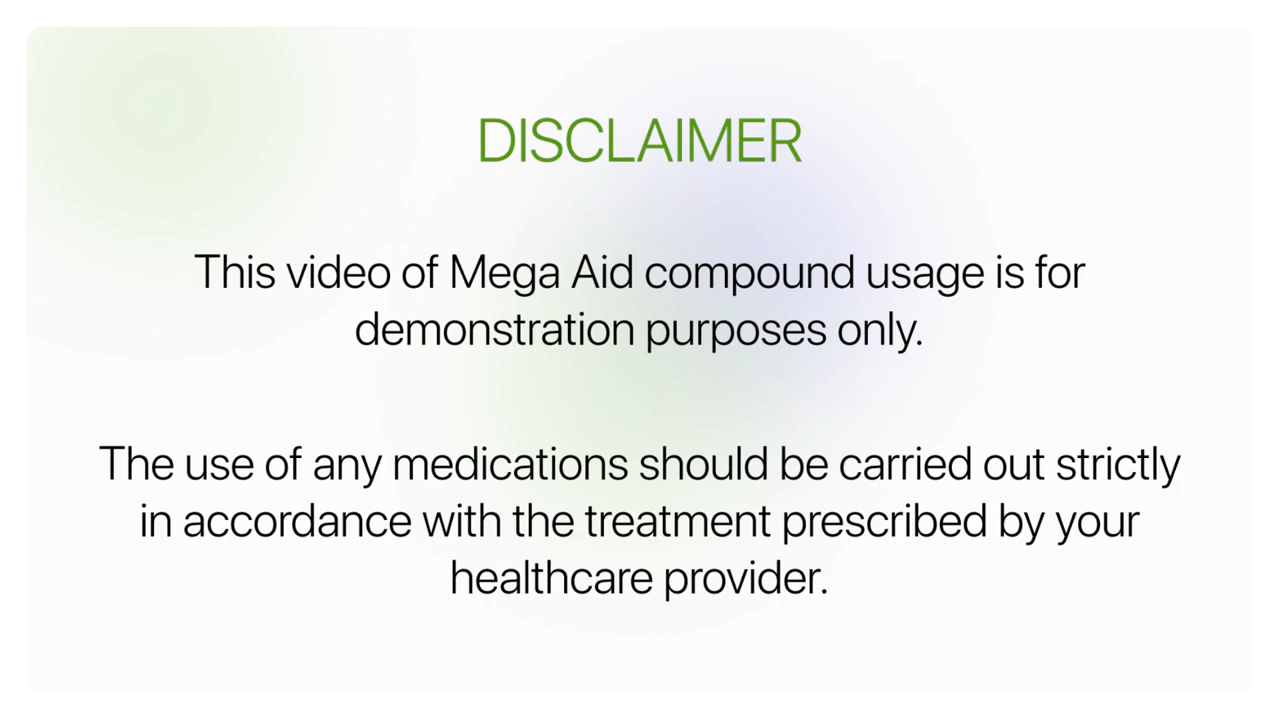 DISCLAIMER
This video of Mega Aid compound usage is for
demonstration purposes only.
The use of any medications should be carried out strictly
in accordance with the treatment prescribed by your
healthcare provider.